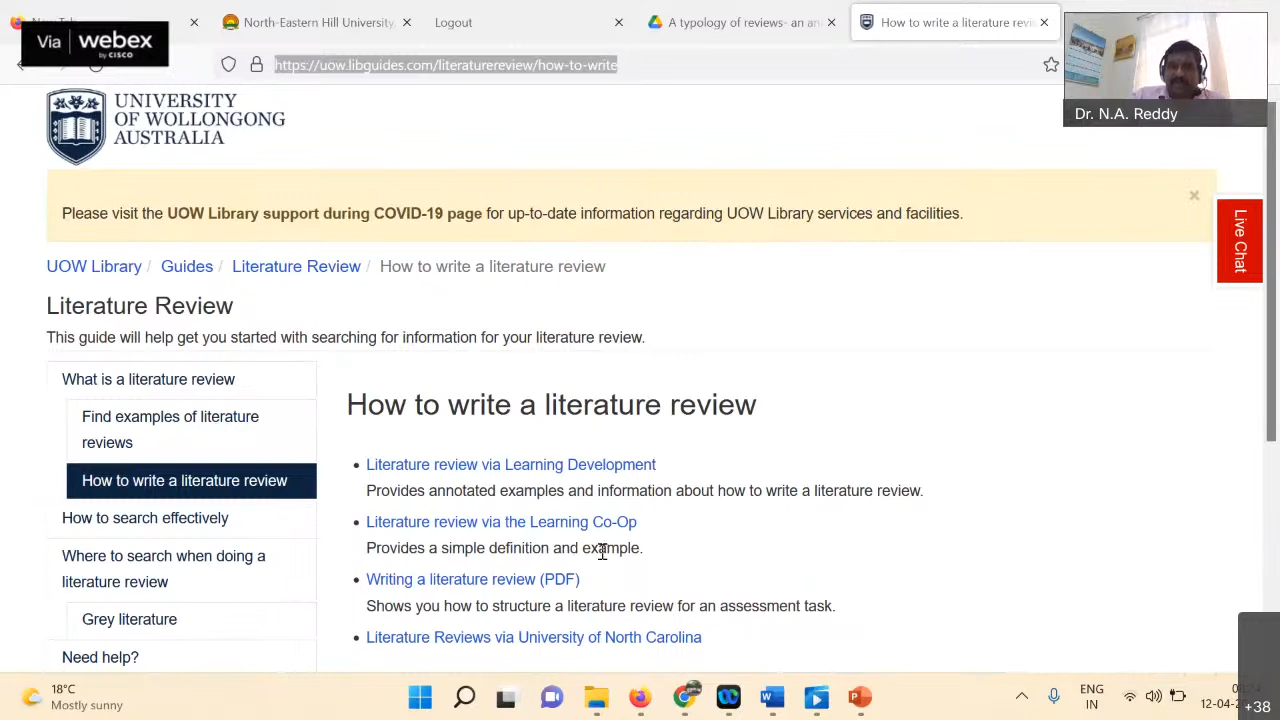 North-Eastern Hill University,
Logout
A typology of reviews- an an
How to write a literature revi
Via webex
by CISCO
https://uow.libguides.com/literaturereview/how-to-write
Dr. N.A. Reddy
UNIVERSITY
OF WOLLONGONG
AUSTRALIA
Please visit the UOW Library support during COVID-19 page for up-to-date information regarding UOW Library services and facilities.
Live Chat
UOW Library / Guides / Literature Review / How to write a literature review
Literature Review
This guide will help get you started with searching for information for your literature review.
What is a literature review
Find examples of literature
reviews
How to write a literature review
How to search effectively
Where to search when doing a
literature review
Grey literature
Need help?
How to write a literature review
Literature review via Learning Development
Provides annotated examples and information about how to write a literature review.
Literature review via the Learning Co-Op
Provides a simple definition and example.
Writing a literature review (PDF)
Shows you how to structure a literature review for an assessment task.
Literature Reviews via University of North Carolina
18°C
Mostly sunny
ENG
IN
12-04-
+38